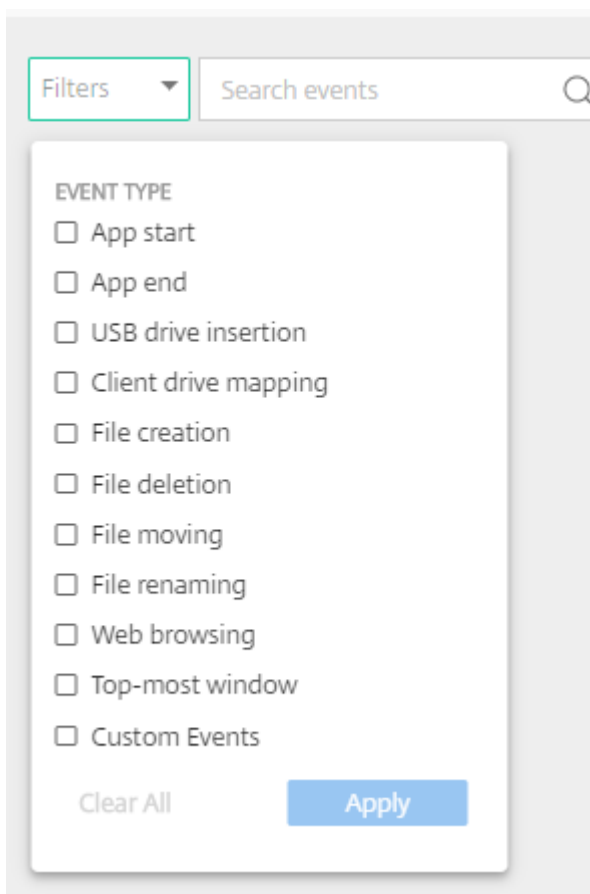 Filters
Search events
EVENT TYPE
App start
App end
USB drive insertion
Client drive mapping
File creation
File deletion
File moving
File renaming
Web browsing
Top-most window
Custom Events
Clear All
Apply